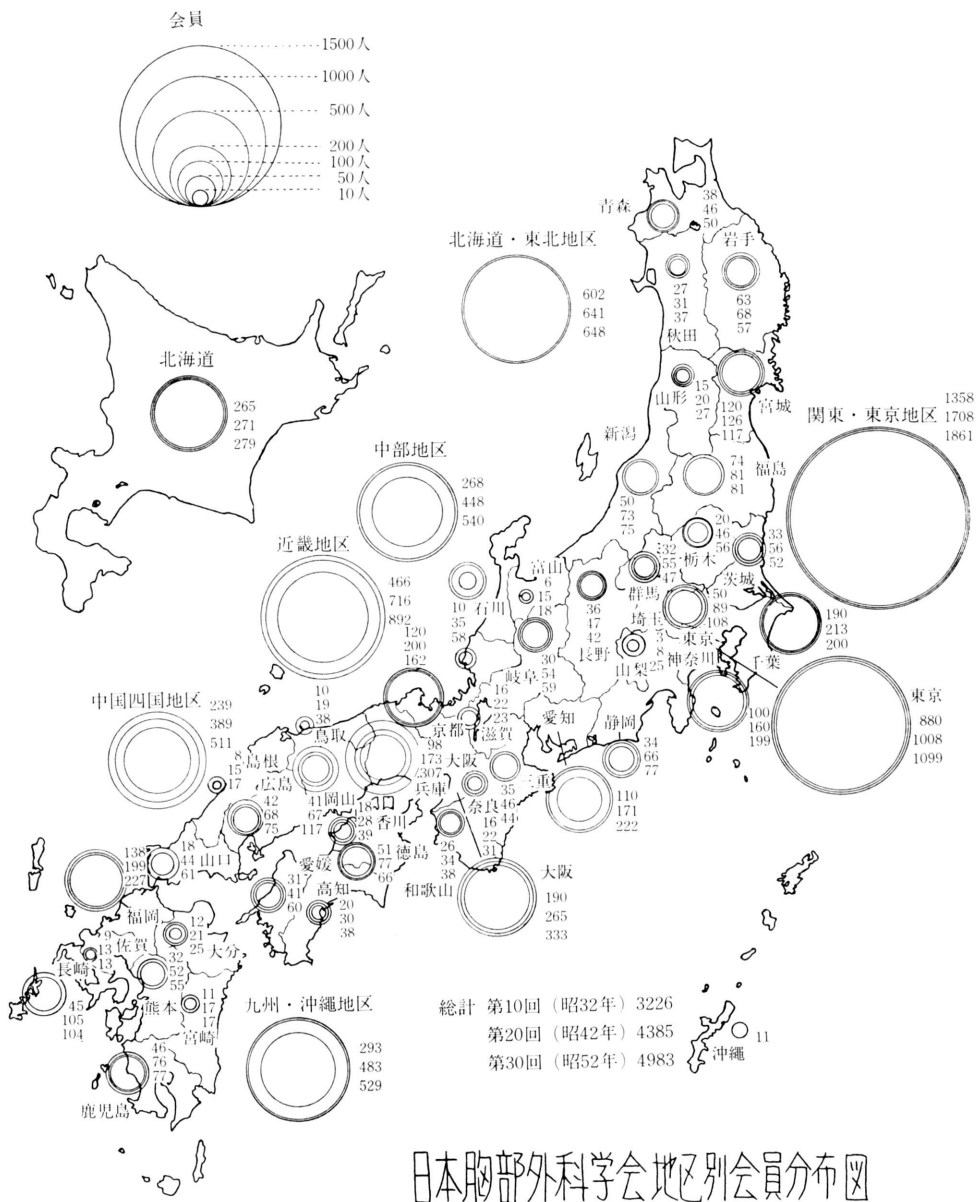 会員
1500人
1000人
500人
200人
100人
50人
10人
北海道・東北地区
602
641
648
青森
38
46
50
岩手
63
68
57
27
31
37
秋田
北海道
265
271
279
山形
15
20
27
宮城
120
126
117
関東・東京地区
1358
1708
1861
新潟
50
73
75
74
81
81
福島
中部地区
268
448
540
近畿地区
466
716
892
20
46
56
栃木
33
56
52
茨城
32
55
47
群馬
富山
6
15
18
石川
10
35
58
36
47
42
長野
50
89
108
埼玉
3
8
25
山梨
東京
神奈川
190
213
200
千葉
100
160
199
東京
880
1008
1099
120
200
162
京都
30
54
59
岐阜
16
22
23
滋賀
愛知
静岡
34
66
77
110
171
222
中国四国地区
239
389
511
10
19
38
鳥取
8
15
17
島根
広島
42
68
75
岡山
41
67
117
98
173
307
兵庫
大阪
三重
35
46
44
奈良
16
22
31
18
28
39
香川
26
34
38
和歌山
大阪
190
265
333
51
77
66
徳島
愛媛
31
41
60
高知
20
30
38
18
44
61
山口
138
199
227
福岡
12
21
25
大分
佐賀
9
13
13
長崎
45
105
104
32
52
55
熊本
11
17
17
宮崎
46
76
77
鹿児島
九州・沖縄地区
293
483
529
総計 第10回 (昭32年) 3226
第20回 (昭42年) 4385
第30回 (昭52年) 4983
沖縄
11
日本胸部外科学会地区別会員分布図